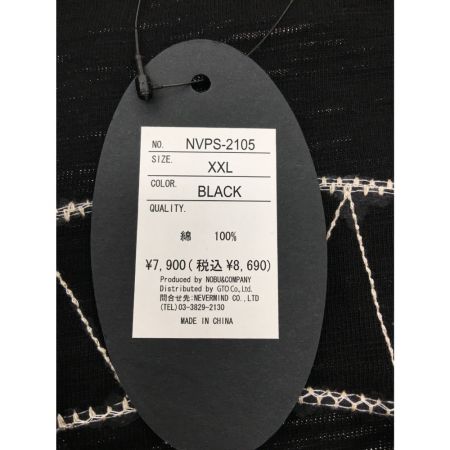 NO. NVPS-2105
SIZE. XXL
COLOR. BLACK
QUALITY.
綿 100%
¥7,900(税込¥8,690)
Produced by NOBU&COMPANY
Distributed by GTO Co,Ltd.
問合せ先:NEVERMIND CO.,LTD
(TEL)03-3829-2130
MADE IN CHINA